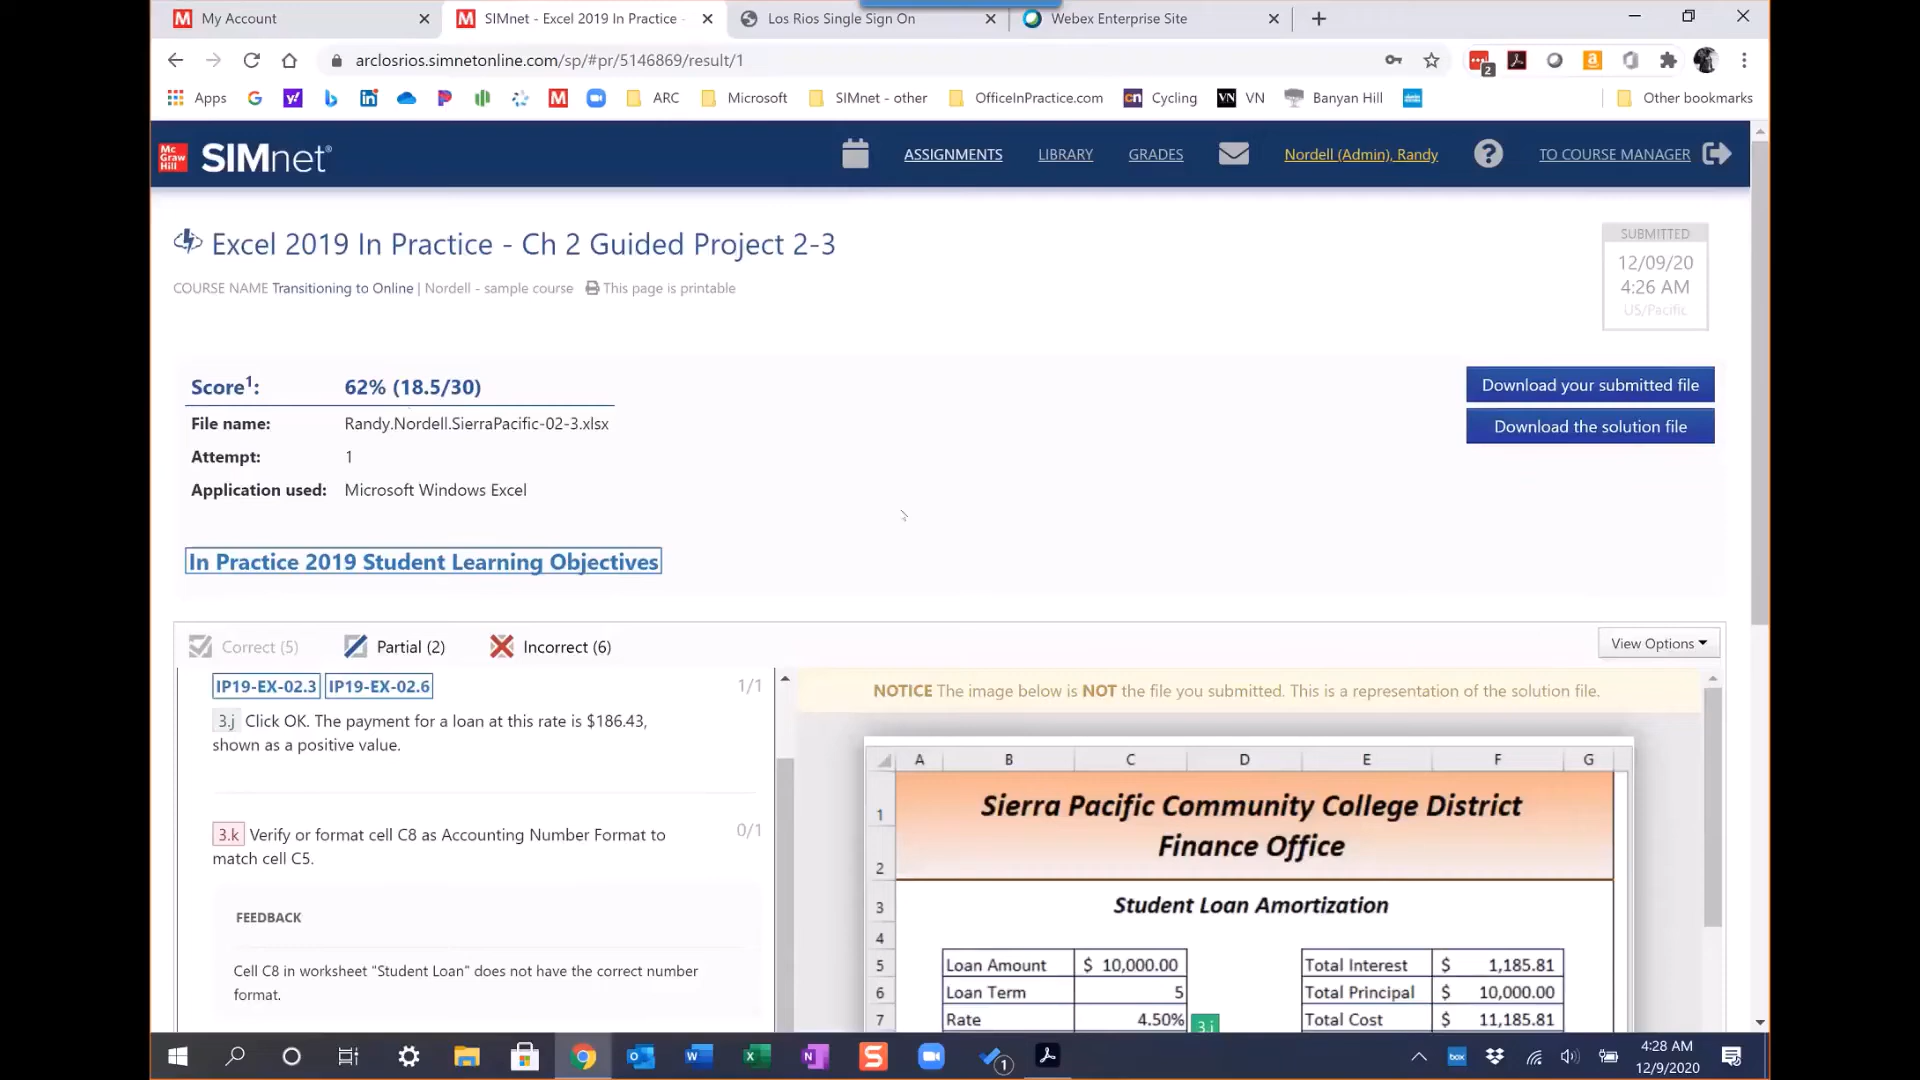 My Account
SIMnet - Excel 2019 In Practice -
Los Rios Single Sign On
Webex Enterprise Site
arclosrios.simnetonline.com/sp/#pr/5146869/result/1
2
Apps
ARC
Microsoft
SIMnet - other
OfficeInPractice.com
cn Cycling
VN VN
Banyan Hill
Other bookmarks
Mc Graw Hill
SIMnet®
ASSIGNMENTS
LIBRARY
GRADES
Nordell (Admin), Randy
?
TO COURSE MANAGER
Excel 2019 In Practice - Ch 2 Guided Project 2-3
COURSE NAME Transitioning to Online | Nordell - sample course This page is printable
SUBMITTED
12/09/20
4:26 AM
US/Pacific
Score1: 62% (18.5/30)
File name: Randy.Nordell.SierraPacific-02-3.xlsx
Attempt: 1
Application used: Microsoft Windows Excel
Download your submitted file
Download the solution file
In Practice 2019 Student Learning Objectives
Correct (5)
Partial (2)
Incorrect (6)
View Options
IP19-EX-02.3 IP19-EX-02.6 1/1
3.j Click OK. The payment for a loan at this rate is $186.43,
shown as a positive value.
3.k Verify or format cell C8 as Accounting Number Format to 0/1
match cell C5.
FEEDBACK
Cell C8 in worksheet "Student Loan" does not have the correct number
format.
NOTICE The image below is NOT the file you submitted. This is a representation of the solution file.
A B C D E F G
1 Sierra Pacific Community College District
2 Finance Office
3 Student Loan Amortization
4
5 Loan Amount $ 10,000.00 Total Interest $ 1,185.81
6 Loan Term 5 Total Principal $ 10,000.00
7 Rate 4.50% 3.j Total Cost $ 11,185.81
box
1
4:28 AM
12/9/2020